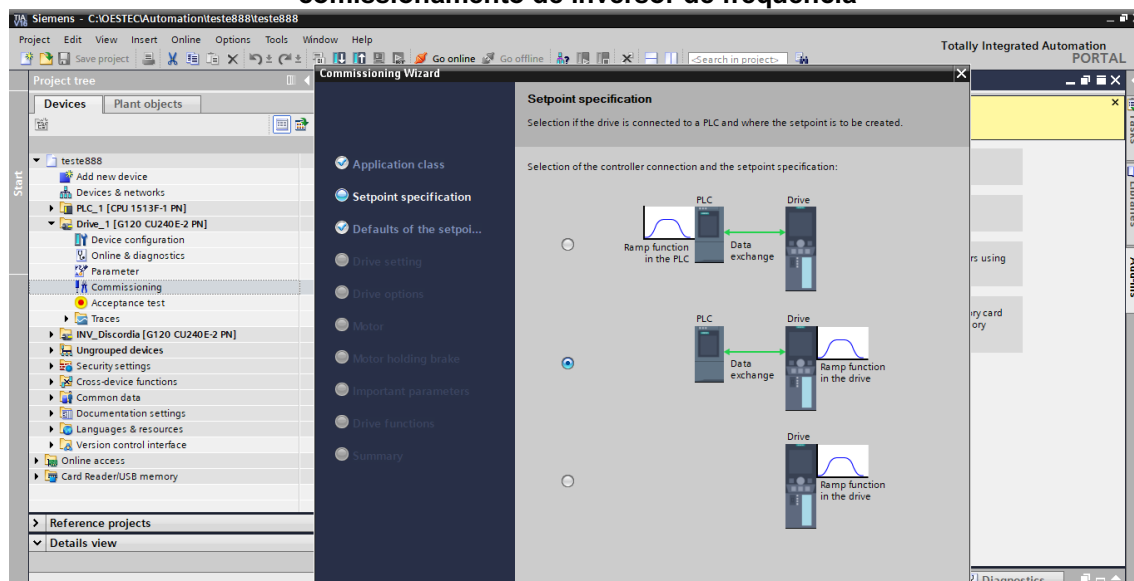 comissionamento de inversor de frequência
Siemens - C:\OESTEC\Automation\teste888\teste888
Project Edit View Insert Online Options Tools Window Help
Totally Integrated Automation
PORTAL
Save project
Go online
Go offline
<Search in project>
Project tree
Devices
Plant objects
Start
teste888
Add new device
Devices & networks
PLC_1 [CPU 1513F-1 PN]
Drive_1 [G120 CU240E-2 PN]
Device configuration
Online & diagnostics
Parameter
Commissioning
Acceptance test
Traces
INV_Discordia [G120 CU240E-2 PN]
Ungrouped devices
Security settings
Cross-device functions
Common data
Documentation settings
Languages & resources
Version control interface
Online access
Card Reader/USB memory
Reference projects
Details view
Commissioning Wizard
Application class
Setpoint specification
Defaults of the setpoi...
Drive setting
Drive options
Motor
Motor holding brake
Important parameters
Drive functions
Summary
Setpoint specification
Selection if the drive is connected to a PLC and where the setpoint is to be created.
Selection of the controller connection and the setpoint specification:
PLC
Drive
Ramp function
in the PLC
Data
exchange
PLC
Drive
Data
exchange
Ramp function
in the drive
Drive
Ramp function
in the drive
rs using
ry card
ory
Tasks
Libraries
Add-ins
Diagnostics